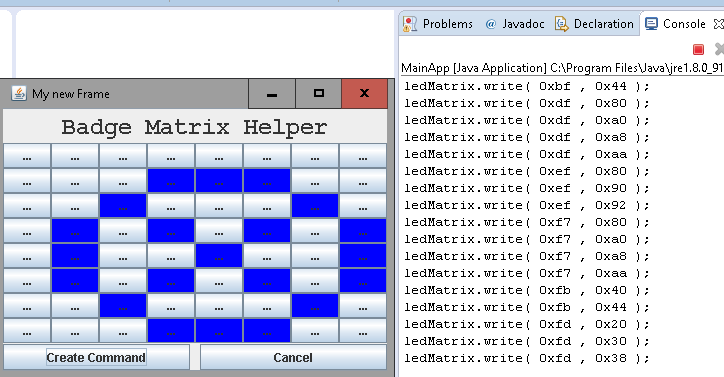 Problems @ Javadoc Declaration Console
MainApp [Java Application] C:\Program Files\Java\jre1.8.0_91
My new Frame
Badge Matrix Helper
... ... ... ... ... ... ... ...
... ... ... ... ... ... ... ...
... ... ... ... ... ... ... ...
... ... ... ... ... ... ... ...
... ... ... ... ... ... ... ...
... ... ... ... ... ... ... ...
... ... ... ... ... ... ... ...
... ... ... ... ... ... ... ...
Create Command Cancel
ledMatrix.write( 0xbf , 0x44 );
ledMatrix.write( 0xdf , 0x80 );
ledMatrix.write( 0xdf , 0xa0 );
ledMatrix.write( 0xdf , 0xa8 );
ledMatrix.write( 0xdf , 0xaa );
ledMatrix.write( 0xef , 0x80 );
ledMatrix.write( 0xef , 0x90 );
ledMatrix.write( 0xef , 0x92 );
ledMatrix.write( 0xf7 , 0x80 );
ledMatrix.write( 0xf7 , 0xa0 );
ledMatrix.write( 0xf7 , 0xa8 );
ledMatrix.write( 0xf7 , 0xaa );
ledMatrix.write( 0xfb , 0x40 );
ledMatrix.write( 0xfb , 0x44 );
ledMatrix.write( 0xfd , 0x20 );
ledMatrix.write( 0xfd , 0x30 );
ledMatrix.write( 0xfd , 0x38 );